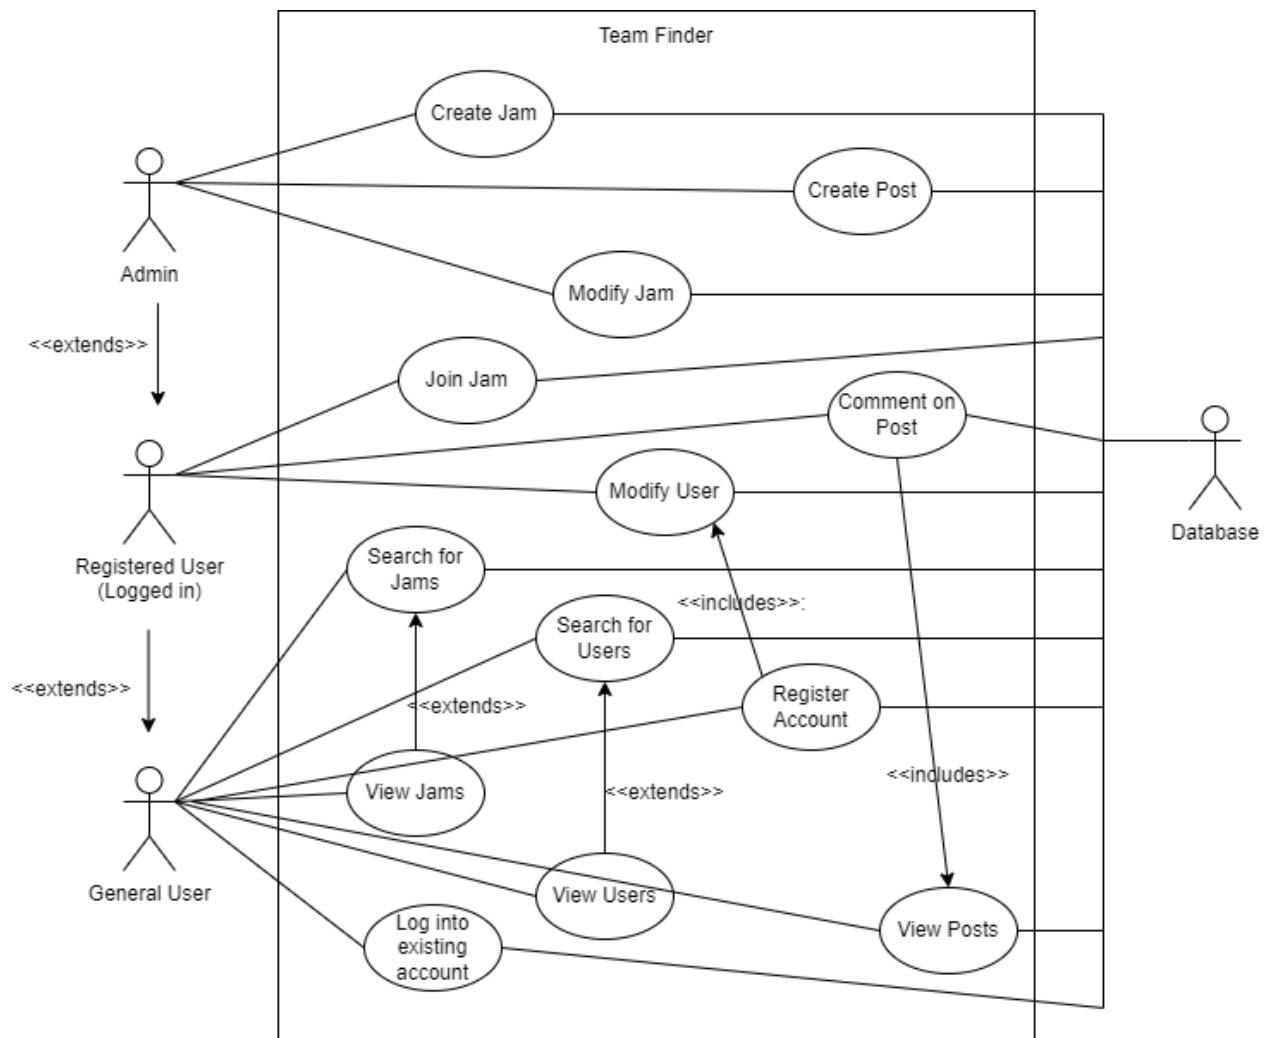 Team Finder
Create Jam
Create Post
Admin
Modify Jam
<<extends>>
Join Jam
Comment on
Post
Modify User
Database
Registered User
(Logged in)
Search for
Jams
<<includes>>:
Search for
Users
<<extends>>
<<extends>>
Register
Account
<<includes>>
View Jams
<<extends>>
General User
View Users
Log into
existing
account
View Posts